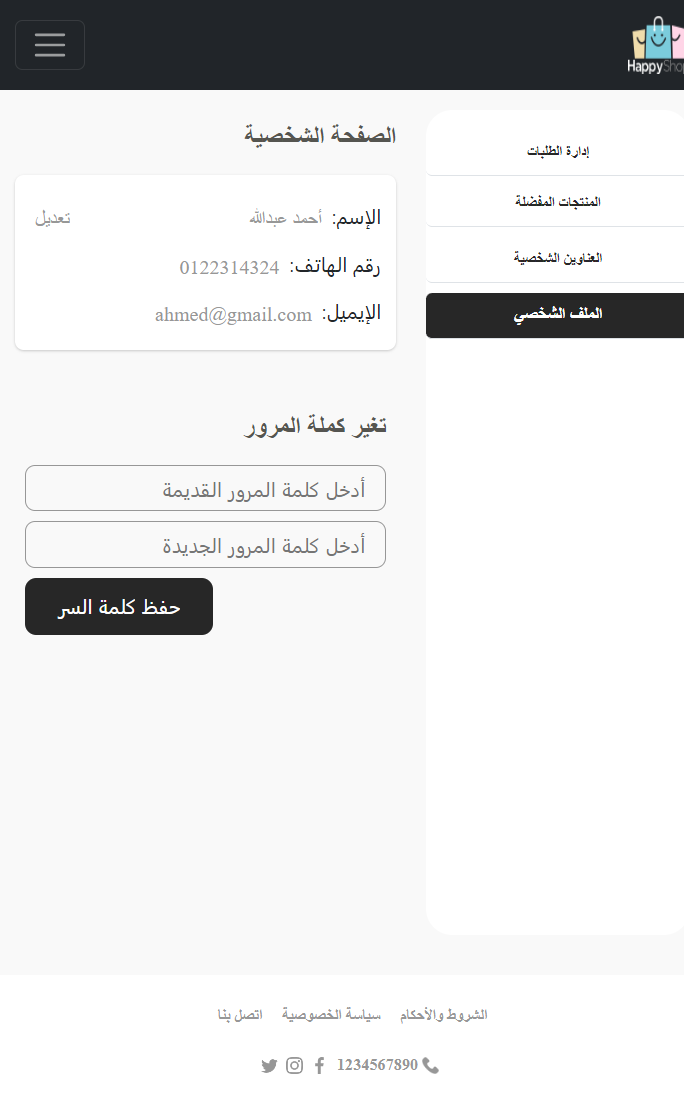 HappyShop
إدارة الطلبات
المنتجات المفضلة
العناوين الشخصية
الملف الشخصي
الصفحة الشخصية
الإسم: أحمد عبدالله تعديل
رقم الهاتف: 0122314324
الإيميل: ahmed@gmail.com
تغير كملة المرور
أدخل كلمة المرور القديمة
أدخل كلمة المرور الجديدة
حفظ كلمة السر
الشروط والأحكام سياسة الخصوصية اتصل بنا
1234567890